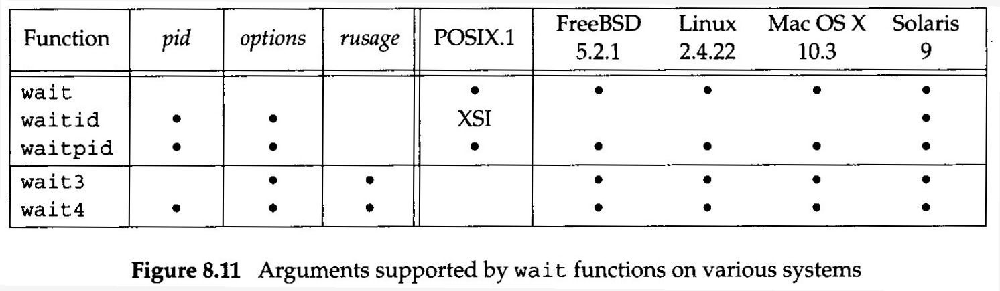 Function pid options rusage POSIX.1 FreeBSD 5.2.1 Linux 2.4.22 Mac OS X 10.3 Solaris 9
wait • • • • •
waitid • • XSI •
waitpid • • • • • • •
wait3 • • • • • •
wait4 • • • • • • •
Figure 8.11 Arguments supported by wait functions on various systems